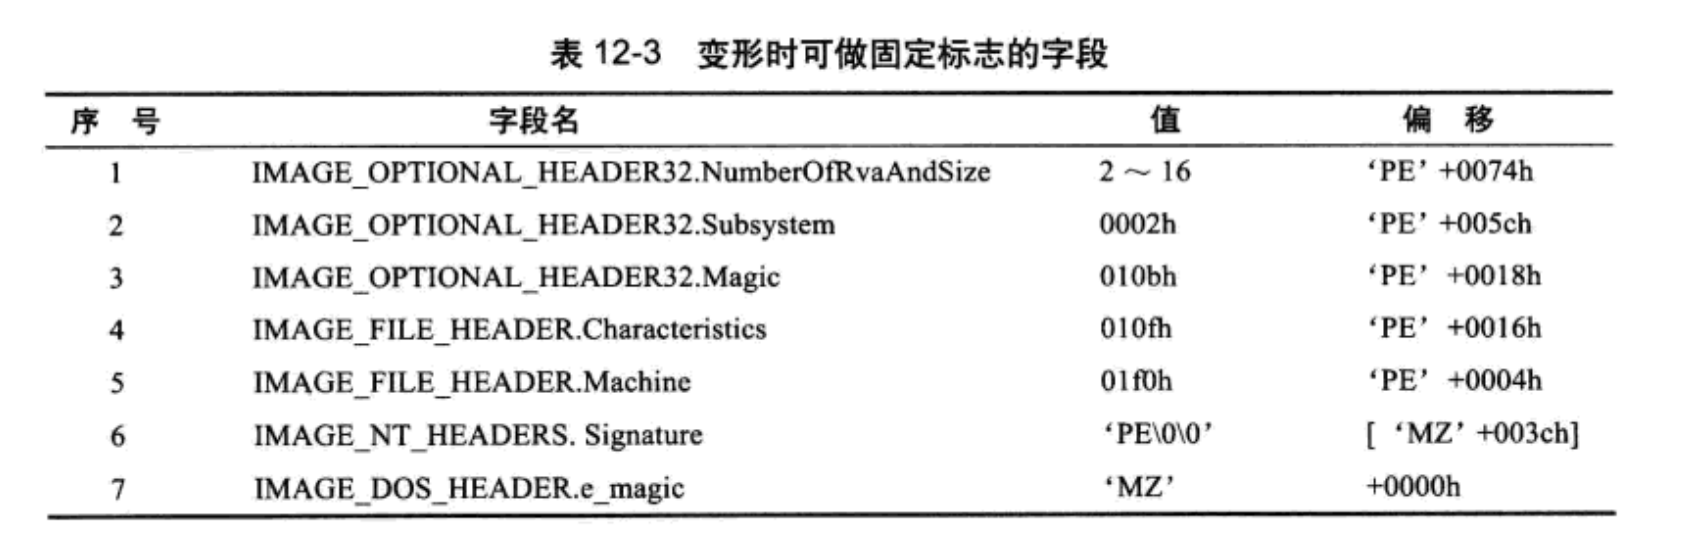 表 12-3 变形时可做固定标志的字段
序 号 字段名 值 偏 移
1 IMAGE_OPTIONAL_HEADER32.NumberOfRvaAndSize 2 ～ 16 ‘PE’ +0074h
2 IMAGE_OPTIONAL_HEADER32.Subsystem 0002h ‘PE’ +005ch
3 IMAGE_OPTIONAL_HEADER32.Magic 010bh ‘PE’ +0018h
4 IMAGE_FILE_HEADER.Characteristics 010fh ‘PE’ +0016h
5 IMAGE_FILE_HEADER.Machine 01f0h ‘PE’ +0004h
6 IMAGE_NT_HEADERS. Signature ‘PE\0\0’ [ ‘MZ’ +003ch]
7 IMAGE_DOS_HEADER.e_magic ‘MZ’ +0000h